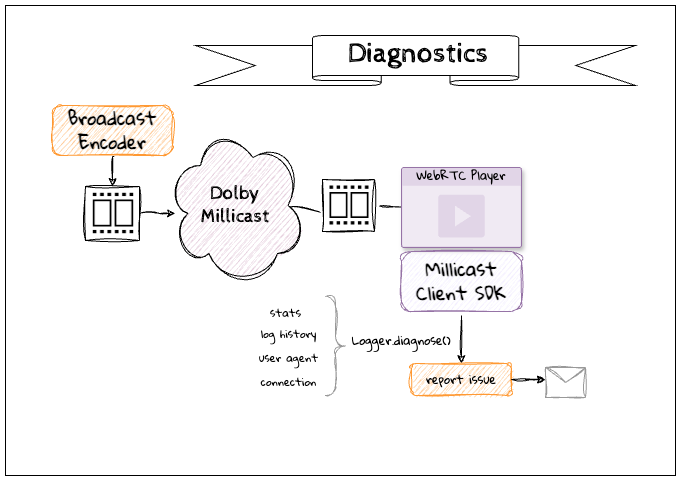 Diagnostics
Broadcast
Encoder
Dolby
Millicast
WebRTC Player
Millicast
Client SDK
stats
log history
user agent
connection
Logger.diagnose()
report issue